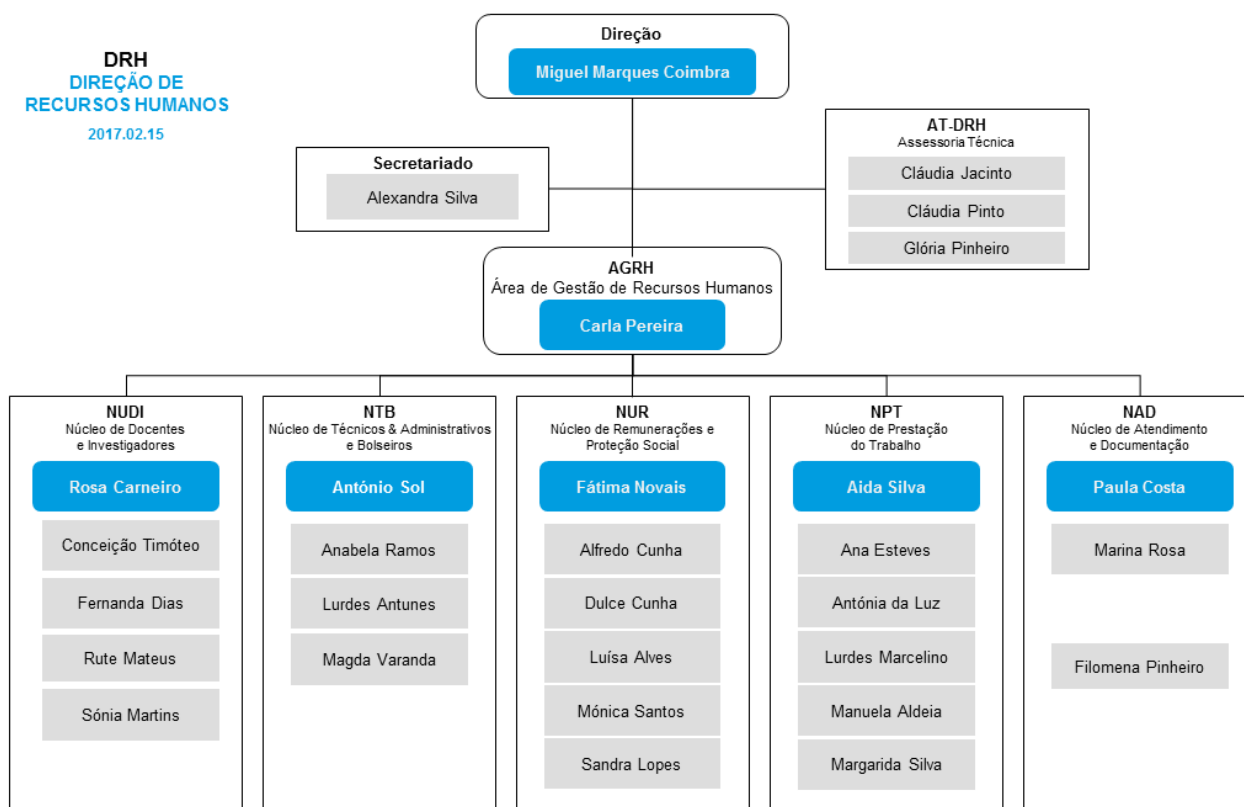 DRH
DIREÇÃO DE
RECURSOS HUMANOS
2017.02.15
Direção
Miguel Marques Coimbra
Secretariado
Alexandra Silva
AT-DRH
Assessoria Técnica
Cláudia Jacinto
Cláudia Pinto
Glória Pinheiro
AGRH
Área de Gestão de Recursos Humanos
Carla Pereira
NUDI
Núcleo de Docentes
e Investigadores
Rosa Carneiro
Conceição Timóteo
Fernanda Dias
Rute Mateus
Sónia Martins
NTB
Núcleo de Técnicos & Administrativos
e Bolseiros
António Sol
Anabela Ramos
Lurdes Antunes
Magda Varanda
NUR
Núcleo de Remunerações e
Proteção Social
Fátima Novais
Alfredo Cunha
Dulce Cunha
Luísa Alves
Mónica Santos
Sandra Lopes
NPT
Núcleo de Prestação
do Trabalho
Aida Silva
Ana Esteves
Antónia da Luz
Lurdes Marcelino
Manuela Aldeia
Margarida Silva
NAD
Núcleo de Atendimento
e Documentação
Paula Costa
Marina Rosa
Filomena Pinheiro